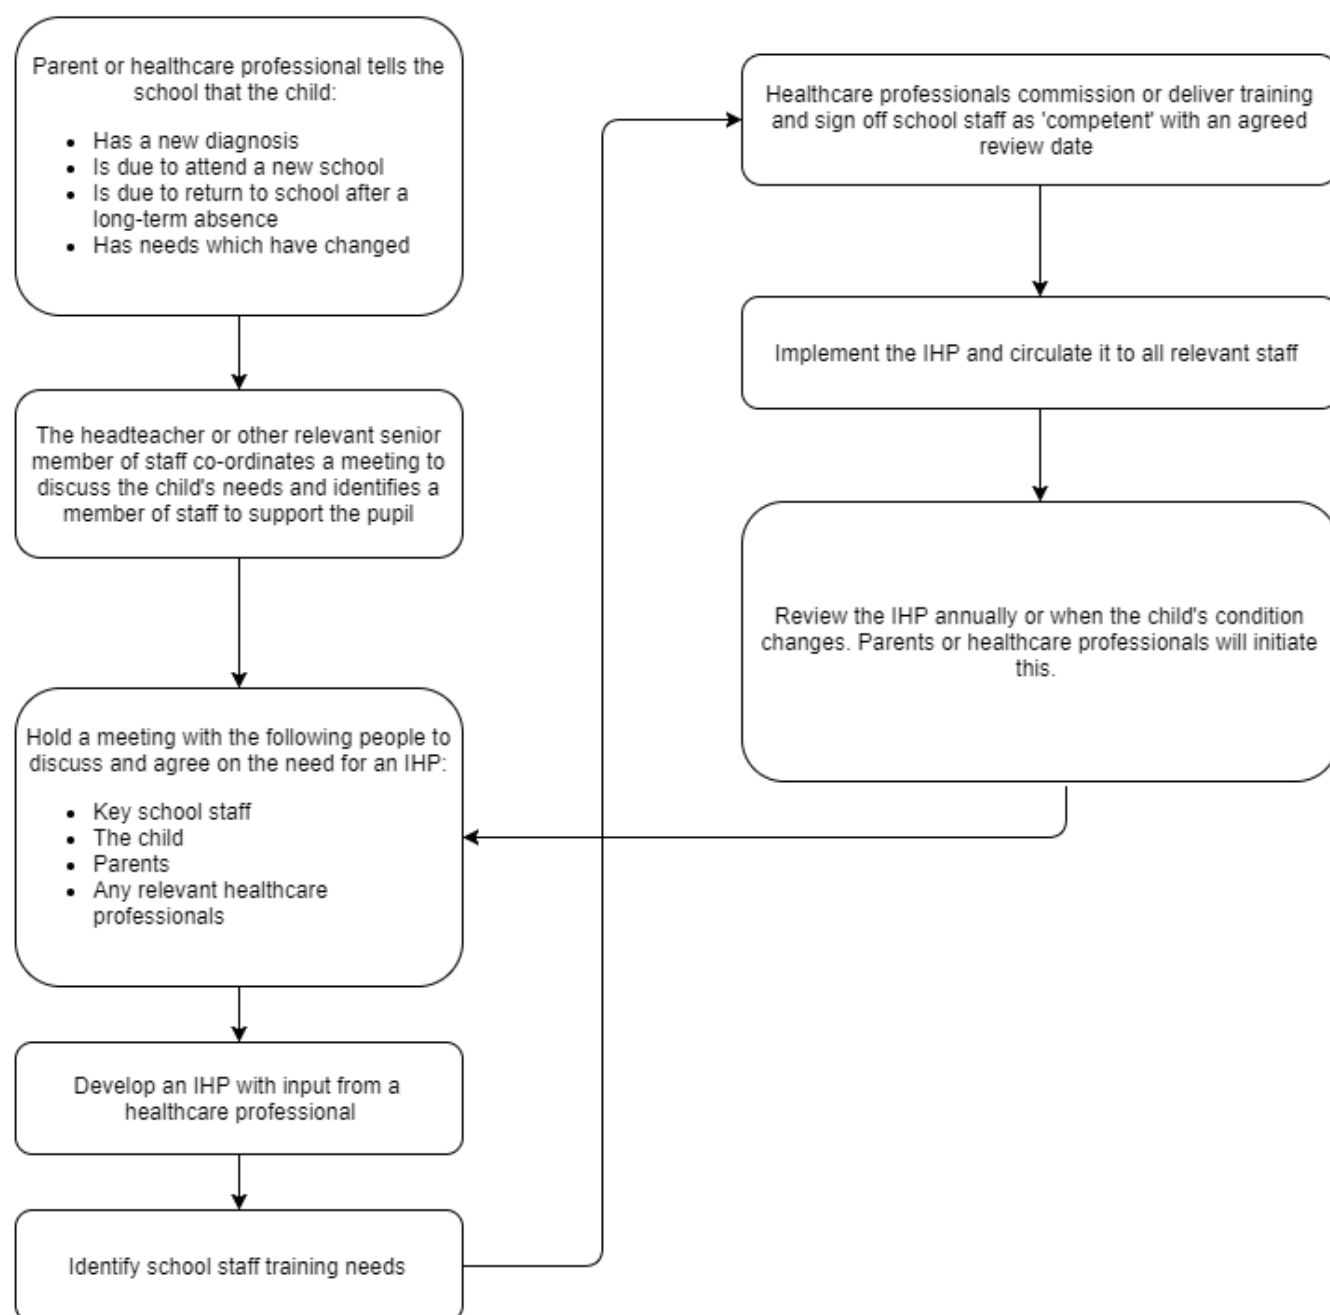 Parent or healthcare professional tells the
school that the child:
• Has a new diagnosis
• Is due to attend a new school
• Is due to return to school after a
long-term absence
• Has needs which have changed
The headteacher or other relevant senior
member of staff co-ordinates a meeting to
discuss the child's needs and identifies a
member of staff to support the pupil
Hold a meeting with the following people to
discuss and agree on the need for an IHP:
• Key school staff
• The child
• Parents
• Any relevant healthcare
professionals
Develop an IHP with input from a
healthcare professional
Identify school staff training needs
Healthcare professionals commission or deliver training
and sign off school staff as 'competent' with an agreed
review date
Implement the IHP and circulate it to all relevant staff
Review the IHP annually or when the child's condition
changes. Parents or healthcare professionals will initiate
this.